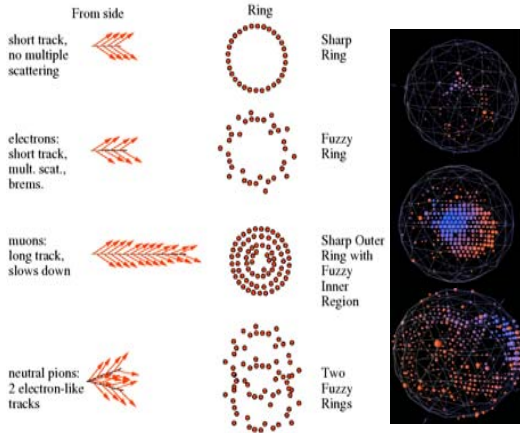 From side
Ring
short track,
no multiple
scattering
Sharp
Ring
electrons:
short track,
mult. scat.,
brems.
Fuzzy
Ring
muons:
long track,
slows down
Sharp Outer
Ring with
Fuzzy
Inner
Region
neutral pions:
2 electron-like
tracks
Two
Fuzzy
Rings